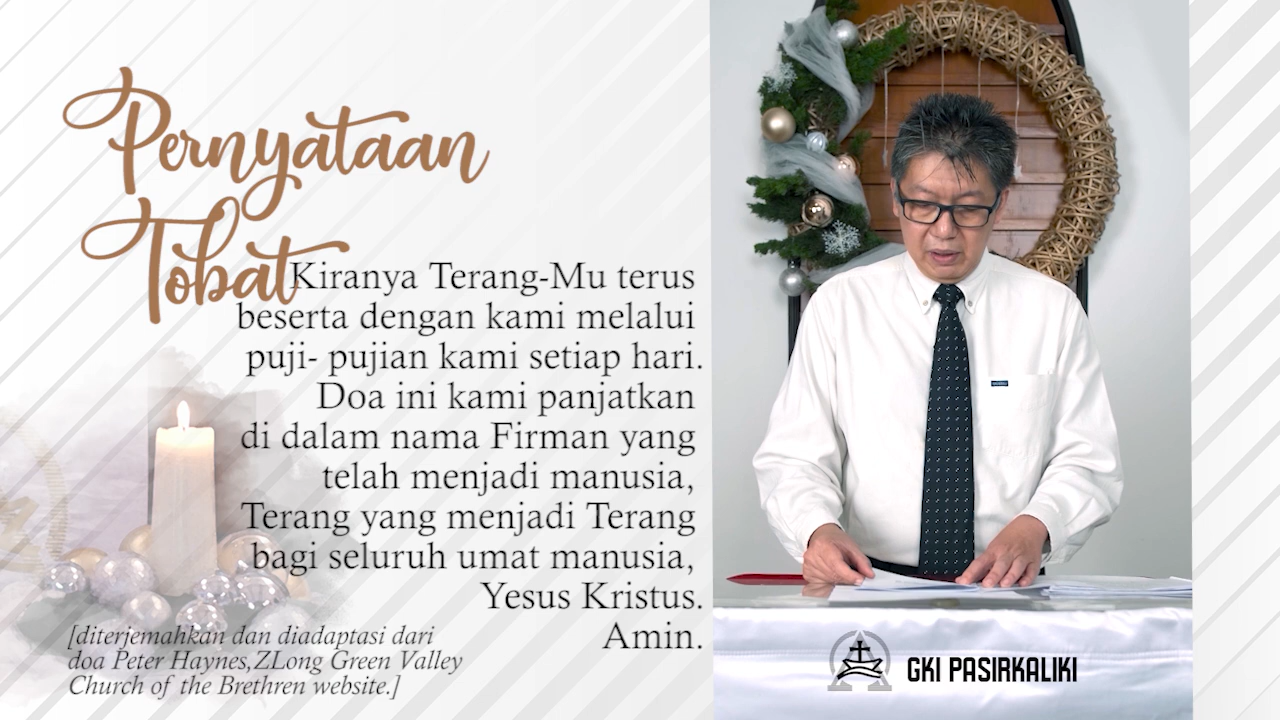 Pernyataan
Tobat
Kiranya Terang-Mu terus
beserta dengan kami melalui
puji- pujian kami setiap hari.
Doa ini kami panjatkan
di dalam nama Firman yang
telah menjadi manusia,
Terang yang menjadi Terang
bagi seluruh umat manusia,
Yesus Kristus.
Amin.
[diterjemahkan dan diadaptasi dari
doa Peter Haynes,ZLong Green Valley
Church of the Brethren website.]
GKI PASIRKALIKI